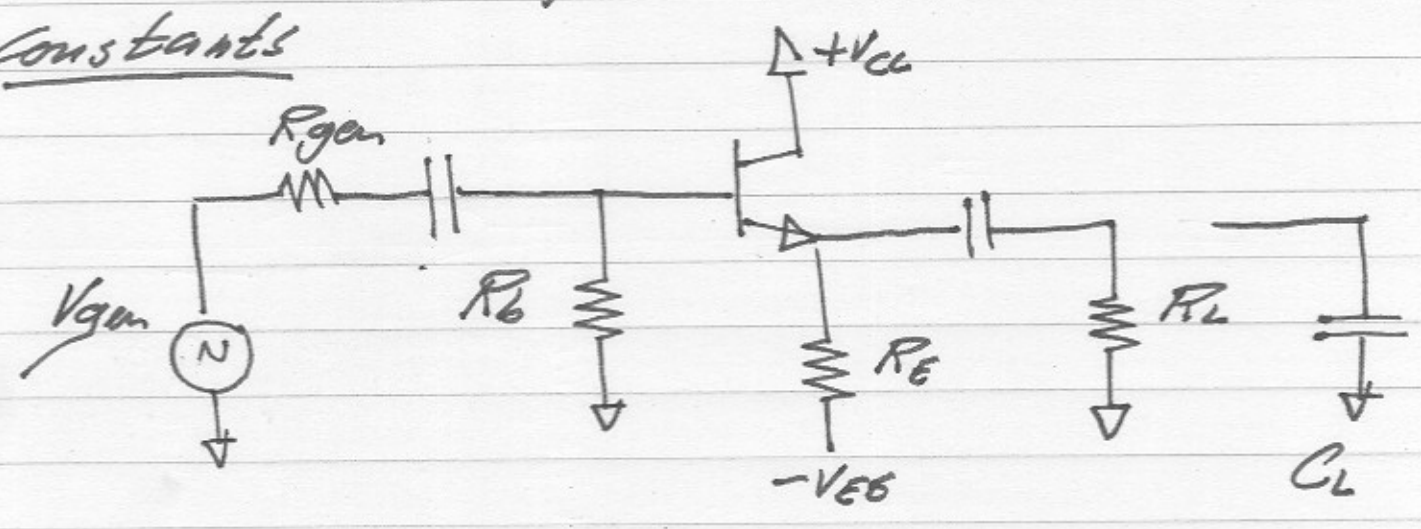 Constants
+Vcc
Rgen
Vgen
Rb
RE
RL
-VEE
CL